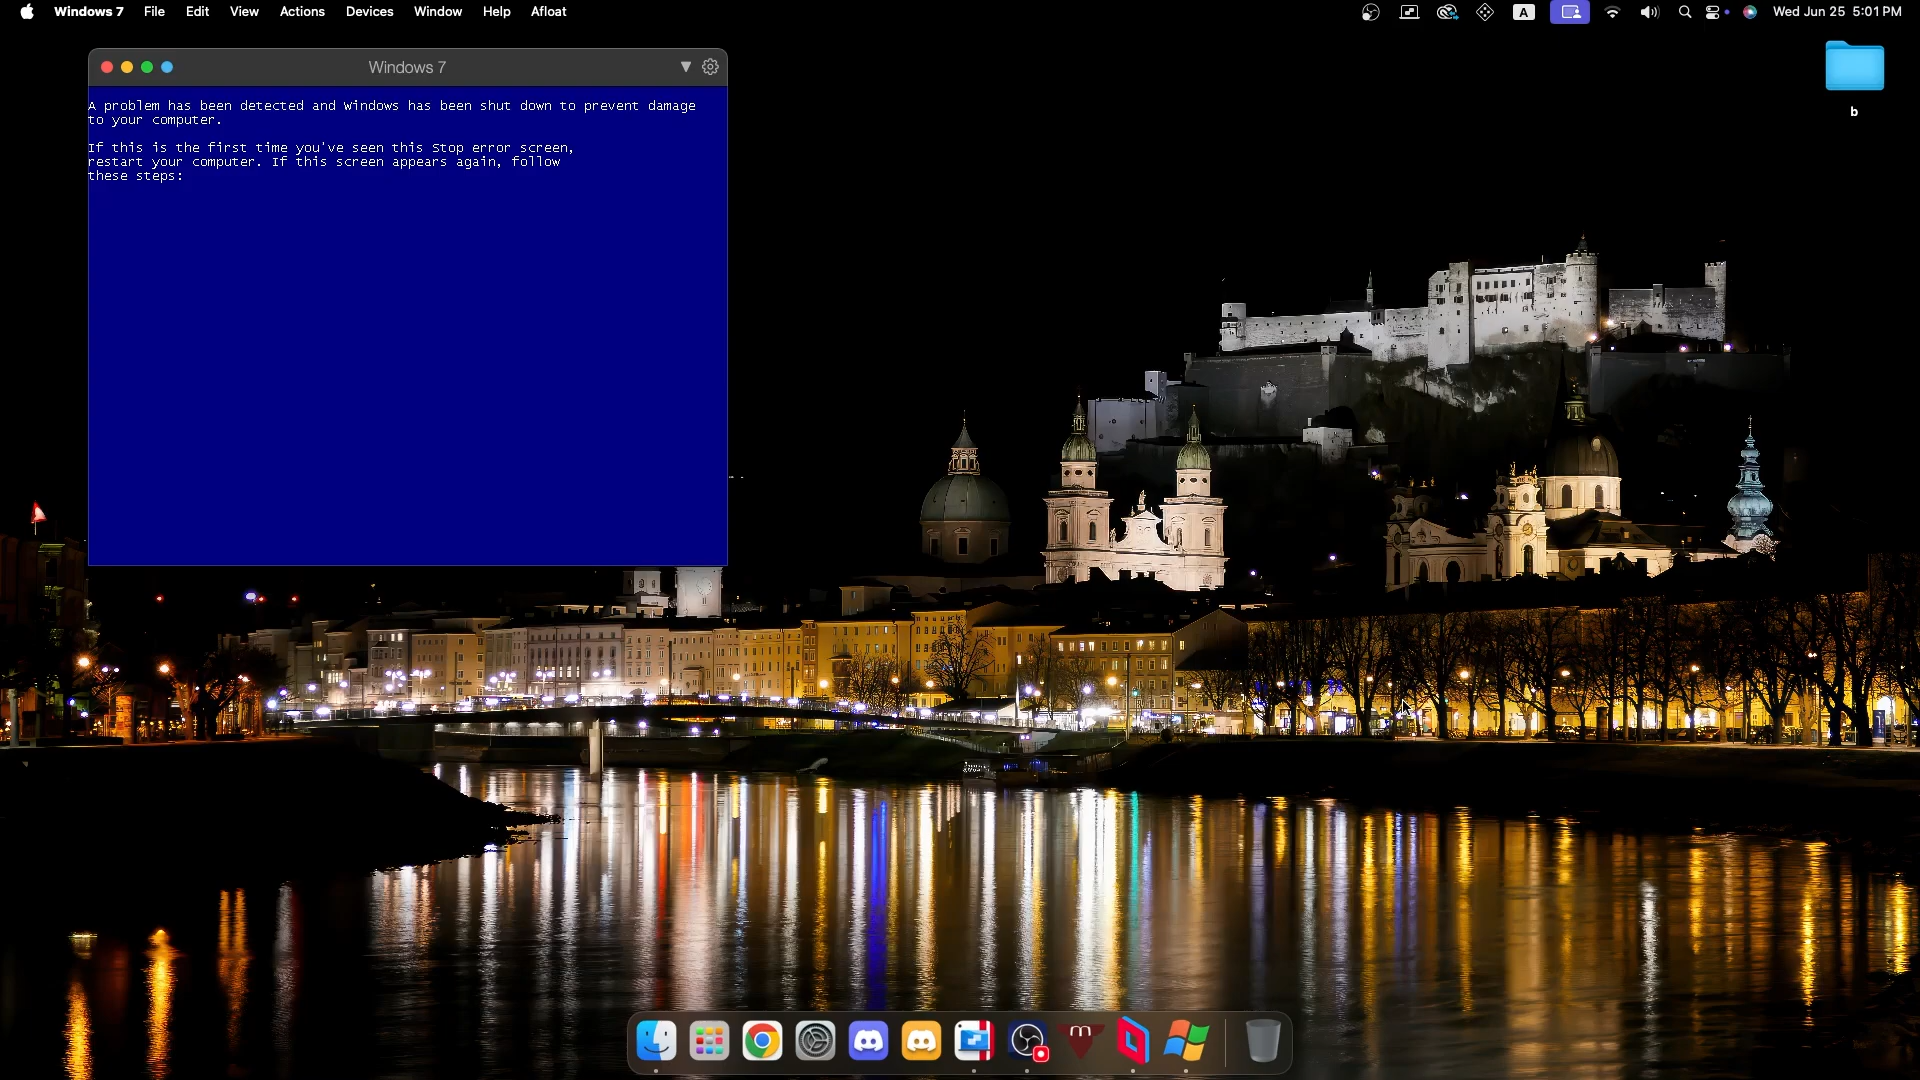 Windows 7 File Edit View Actions Devices Window Help Afloat
A Wed Jun 25 5:01 PM
Windows 7
A problem has been detected and Windows has been shut down to prevent damage
to your computer.
If this is the first time you've seen this Stop error screen,
restart your computer. If this screen appears again, follow
these steps:
b